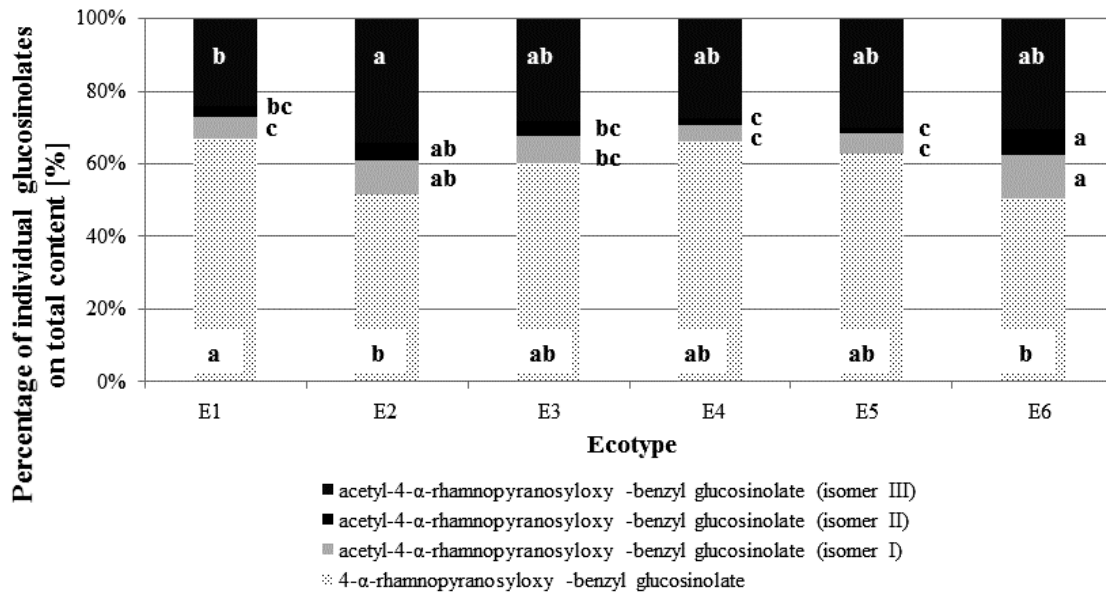 Percentage of individual glucosinolates
on total content [%]
100%
80%
60%
40%
20%
0%
b a ab ab ab ab
bc ab bc c c a
c ab bc c c a
a b ab ab ab b
E1 E2 E3 E4 E5 E6
Ecotype
acetyl-4-α-rhamnopyranosyloxy -benzyl glucosinolate (isomer III)
acetyl-4-α-rhamnopyranosyloxy -benzyl glucosinolate (isomer II)
acetyl-4-α-rhamnopyranosyloxy -benzyl glucosinolate (isomer I)
4-α-rhamnopyranosyloxy -benzyl glucosinolate